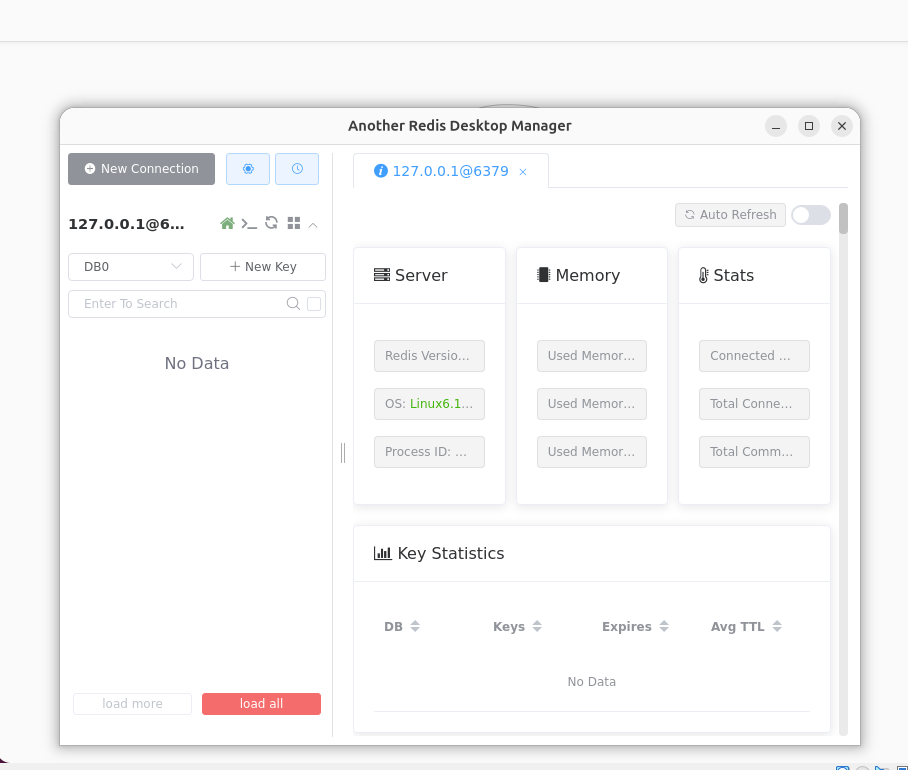 Another Redis Desktop Manager
New Connection
127.0.0.1@6379
127.0.0.1@6...
Auto Refresh
DB0
New Key
Enter To Search
No Data
Server
Memory
Stats
Redis Versio...
Used Memor...
Connected ...
OS: Linux6.1...
Used Memor...
Total Conne...
Process ID: ...
Used Memor...
Total Comm...
Key Statistics
DB
Keys
Expires
Avg TTL
No Data
load more
load all